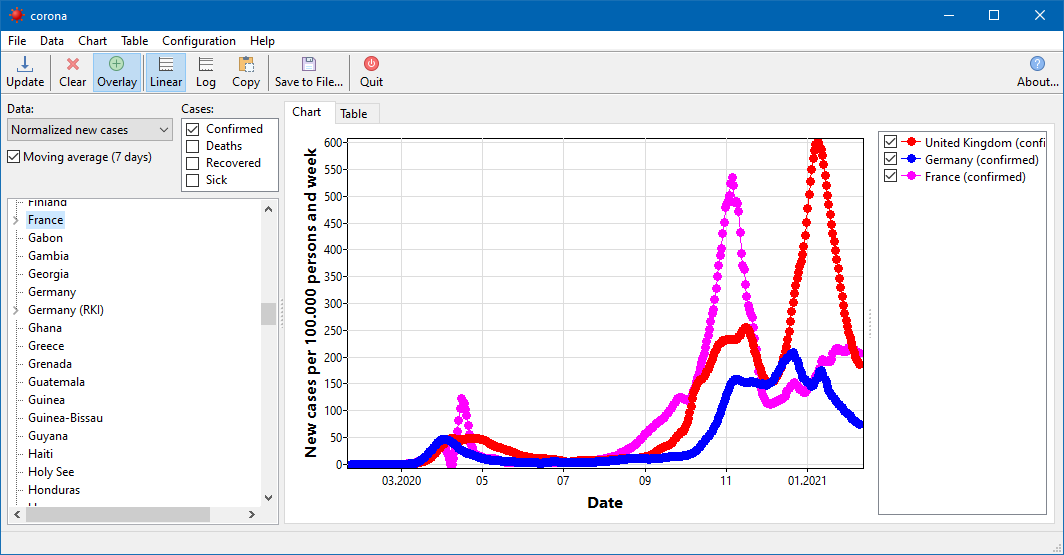 corona
File Data Chart Table Configuration Help
Update Clear Overlay Linear Log Copy Save to File... Quit About...
Data:
Normalized new cases
Moving average (7 days)
Cases:
Confirmed
Deaths
Recovered
Sick
Finland
France
Gabon
Gambia
Georgia
Germany
Germany (RKI)
Ghana
Greece
Grenada
Guatemala
Guinea
Guinea-Bissau
Guyana
Haiti
Holy See
Honduras
Chart Table
New cases per 100.000 persons and week
600
550
500
450
400
350
300
250
200
150
100
50
0
03.2020 05 07 09 11 01.2021
Date
United Kingdom (confi
Germany (confirmed)
France (confirmed)